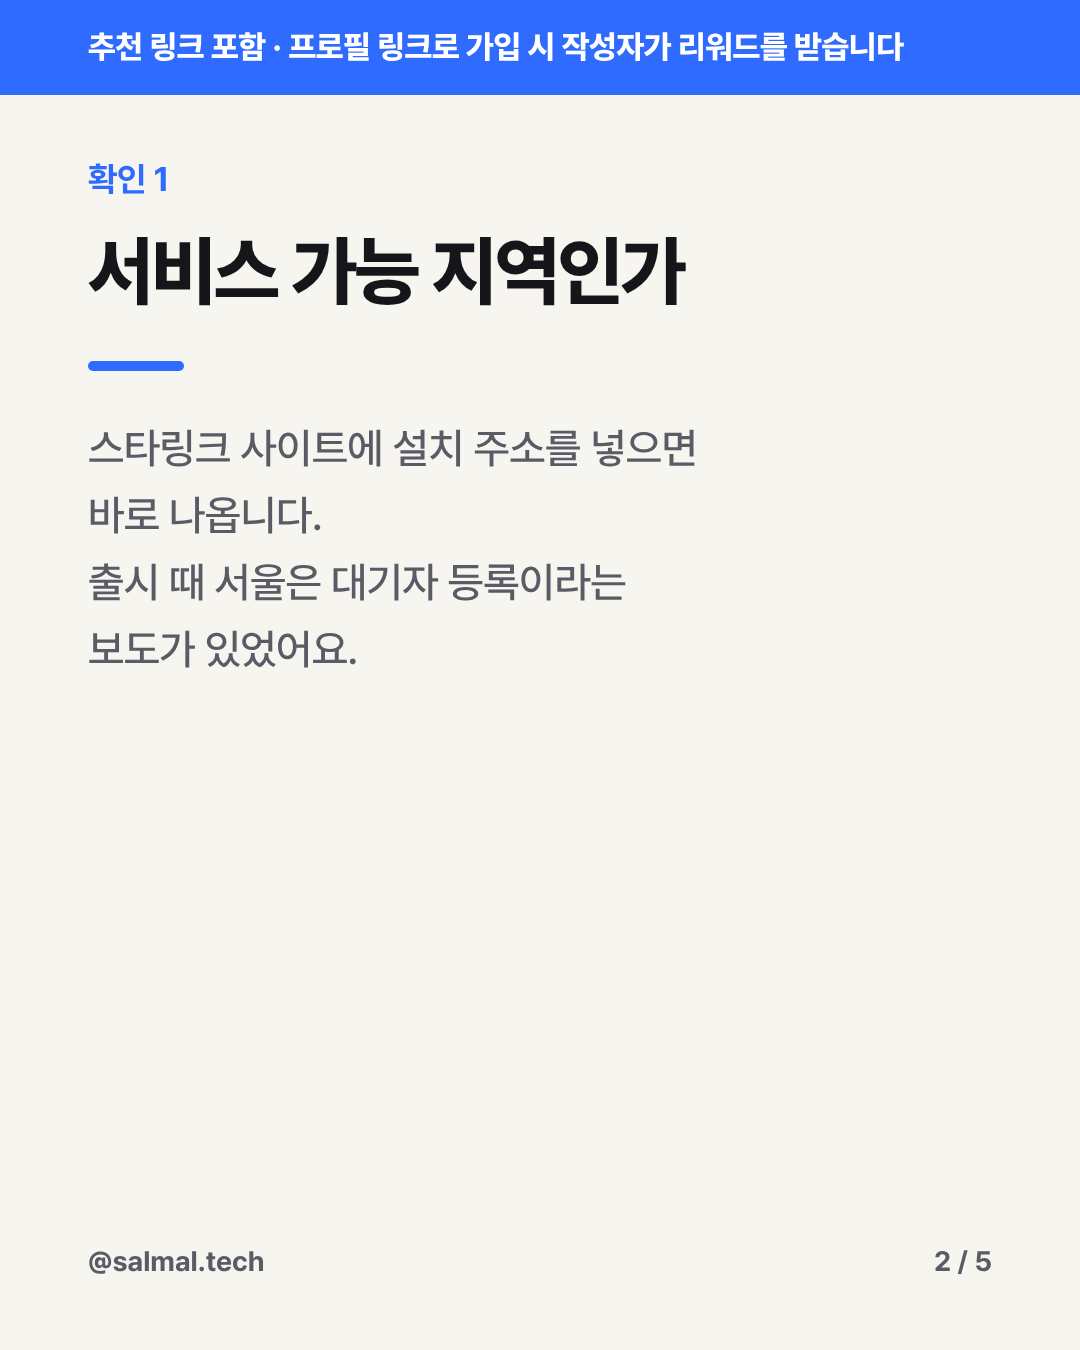 추천 링크 포함 · 프로필 링크로 가입 시 작성자가 리워드를 받습니다
확인 1
서비스 가능 지역인가
스타링크 사이트에 설치 주소를 넣으면
바로 나옵니다.
출시 때 서울은 대기자 등록이라는
보도가 있었어요.
@salmal.tech
2 / 5